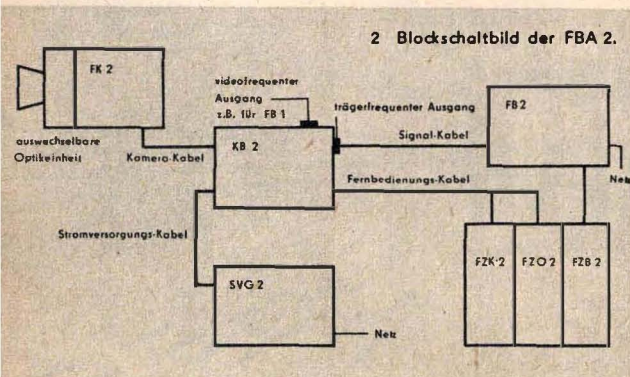 2 Blockschaltbild der FBA 2.
FK 2
videofrequenter
Ausgang
z.B. für FB 1
trägerfrequenter Ausgang
FB 2
auswechselbare
Optikeinheit
Kamera-Kabel
KB 2
Signal-Kabel
Netz
Fernbedienungs-Kabel
Stromversorgungs-Kabel
FZK 2
FZO 2
FZB 2
SVG 2
Netz